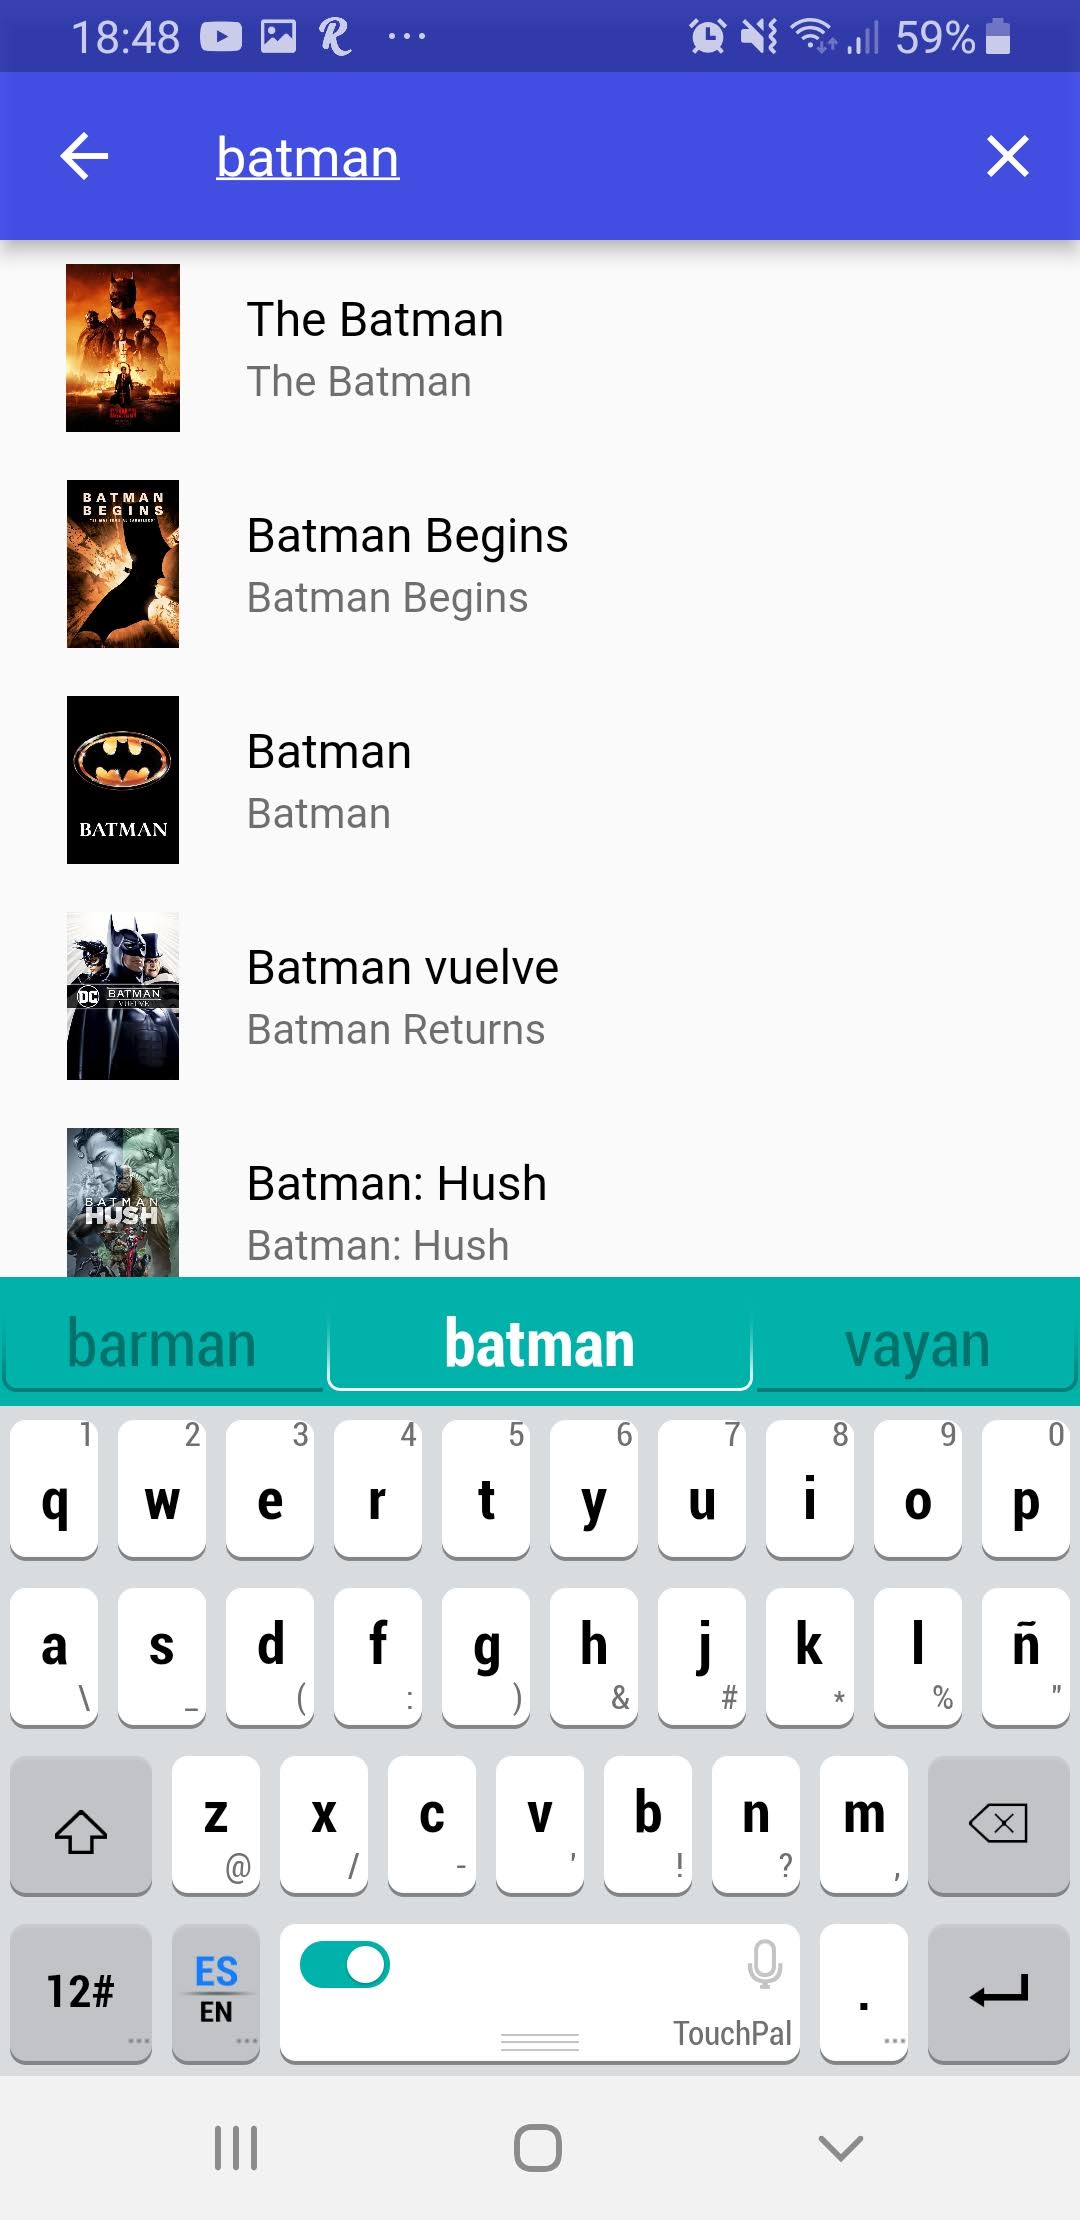 18:48 59%
batman
The Batman
The Batman
BATMAN
BEGINS
Batman Begins
Batman Begins
BATMAN
Batman
Batman
DC BATMAN
VUELVE
Batman vuelve
Batman Returns
BATMAN
HUSH
Batman: Hush
Batman: Hush
barman batman vayan
1 2 3 4 5 6 7 8 9 0
q w e r t y u i o p
a s d f g h j k l ñ
\ _ ( : ) & # * % "
z x c v b n m
@ / - ' ! ? ,
12# ES
EN
.
TouchPal